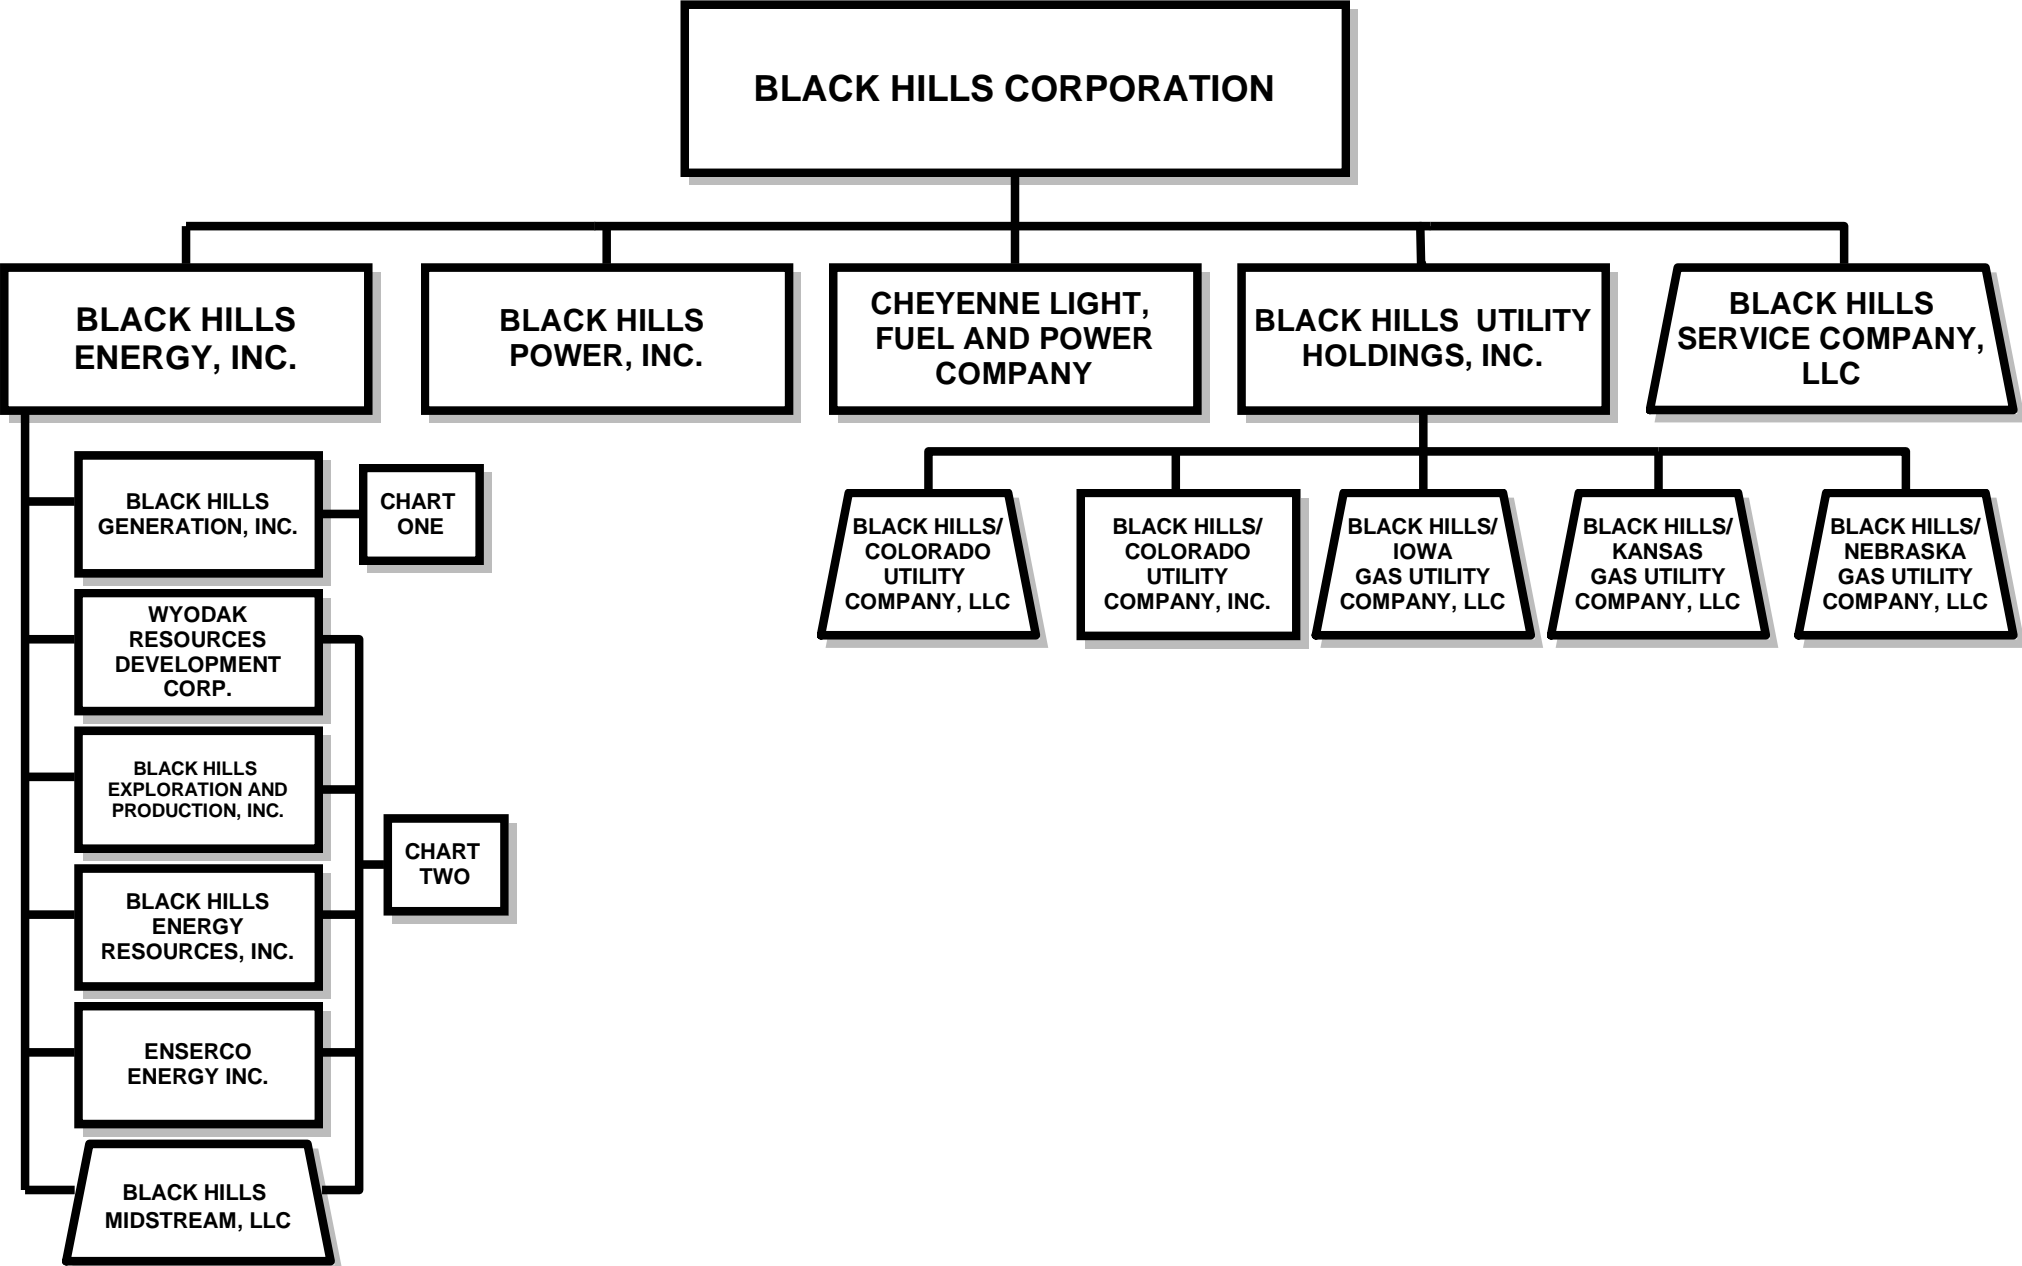 BLACK HILLS CORPORATION
BLACK HILLS
ENERGY, INC.
BLACK HILLS
POWER, INC.
CHEYENNE LIGHT,
FUEL AND POWER
COMPANY
BLACK HILLS UTILITY
HOLDINGS, INC.
BLACK HILLS
SERVICE COMPANY,
LLC
BLACK HILLS
GENERATION, INC.
CHART
ONE
BLACK HILLS/
COLORADO
UTILITY
COMPANY, LLC
BLACK HILLS/
COLORADO
UTILITY
COMPANY, INC.
BLACK HILLS/
IOWA
GAS UTILITY
COMPANY, LLC
BLACK HILLS/
KANSAS
GAS UTILITY
COMPANY, LLC
BLACK HILLS/
NEBRASKA
GAS UTILITY
COMPANY, LLC
WYODAK
RESOURCES
DEVELOPMENT
CORP.
BLACK HILLS
EXPLORATION AND
PRODUCTION, INC.
CHART
TWO
BLACK HILLS
ENERGY
RESOURCES, INC.
ENSERCO
ENERGY INC.
BLACK HILLS
MIDSTREAM, LLC